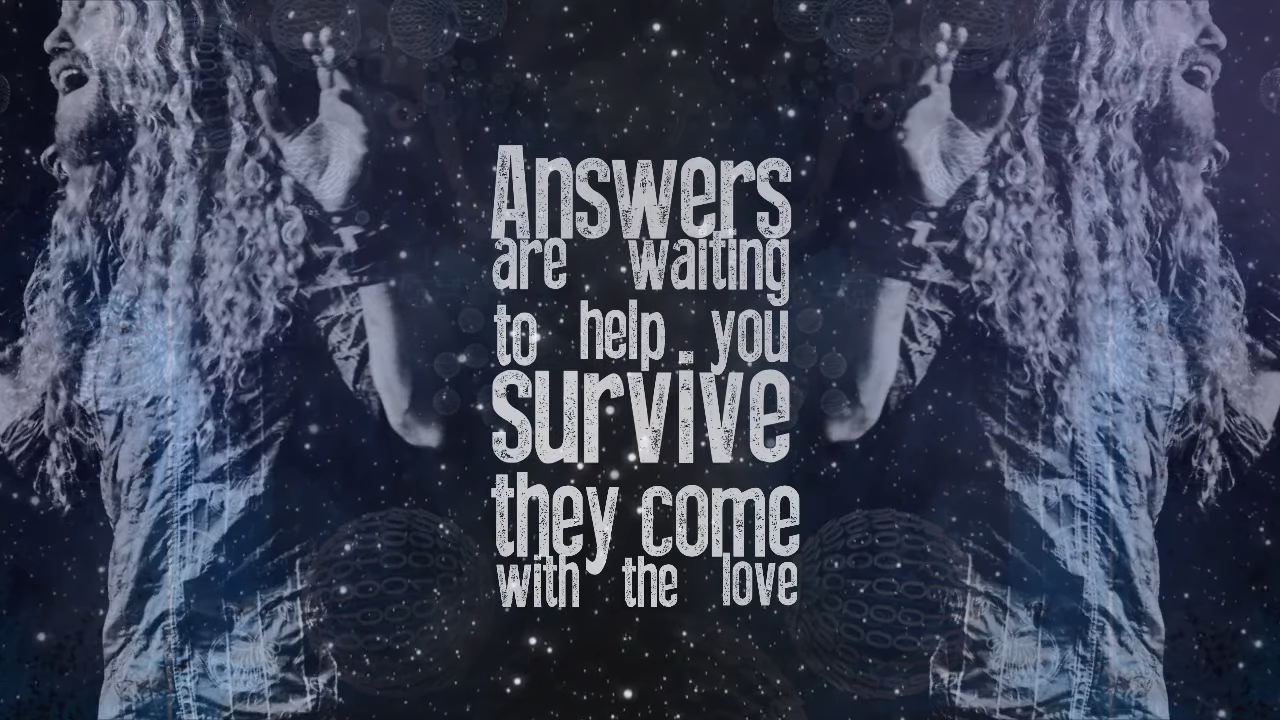 Answers
are waiting
to help you
survive
they come
with the love